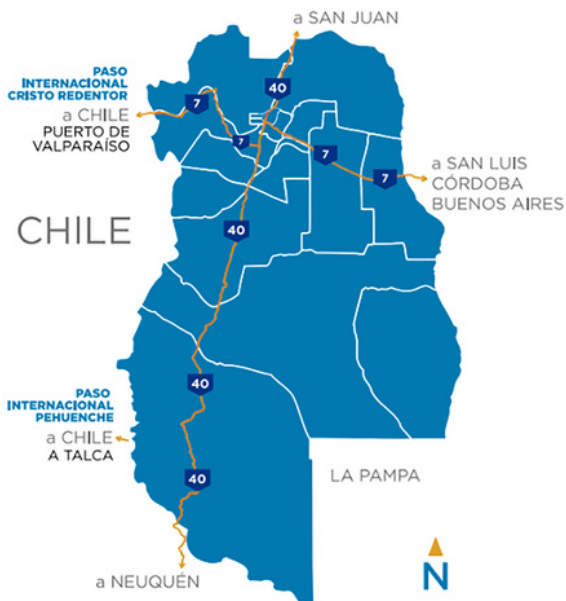 a SAN JUAN
PASO
INTERNACIONAL
CRISTO REDENTOR
a CHILE
PUERTO DE
VALPARAÍSO
7
40
7
7
7
a SAN LUIS
CÓRDOBA
BUENOS AIRES
CHILE
40
40
PASO
INTERNACIONAL
PEHUENCHE
a CHILE
A TALCA
40
LA PAMPA
a NEUQUÉN
N